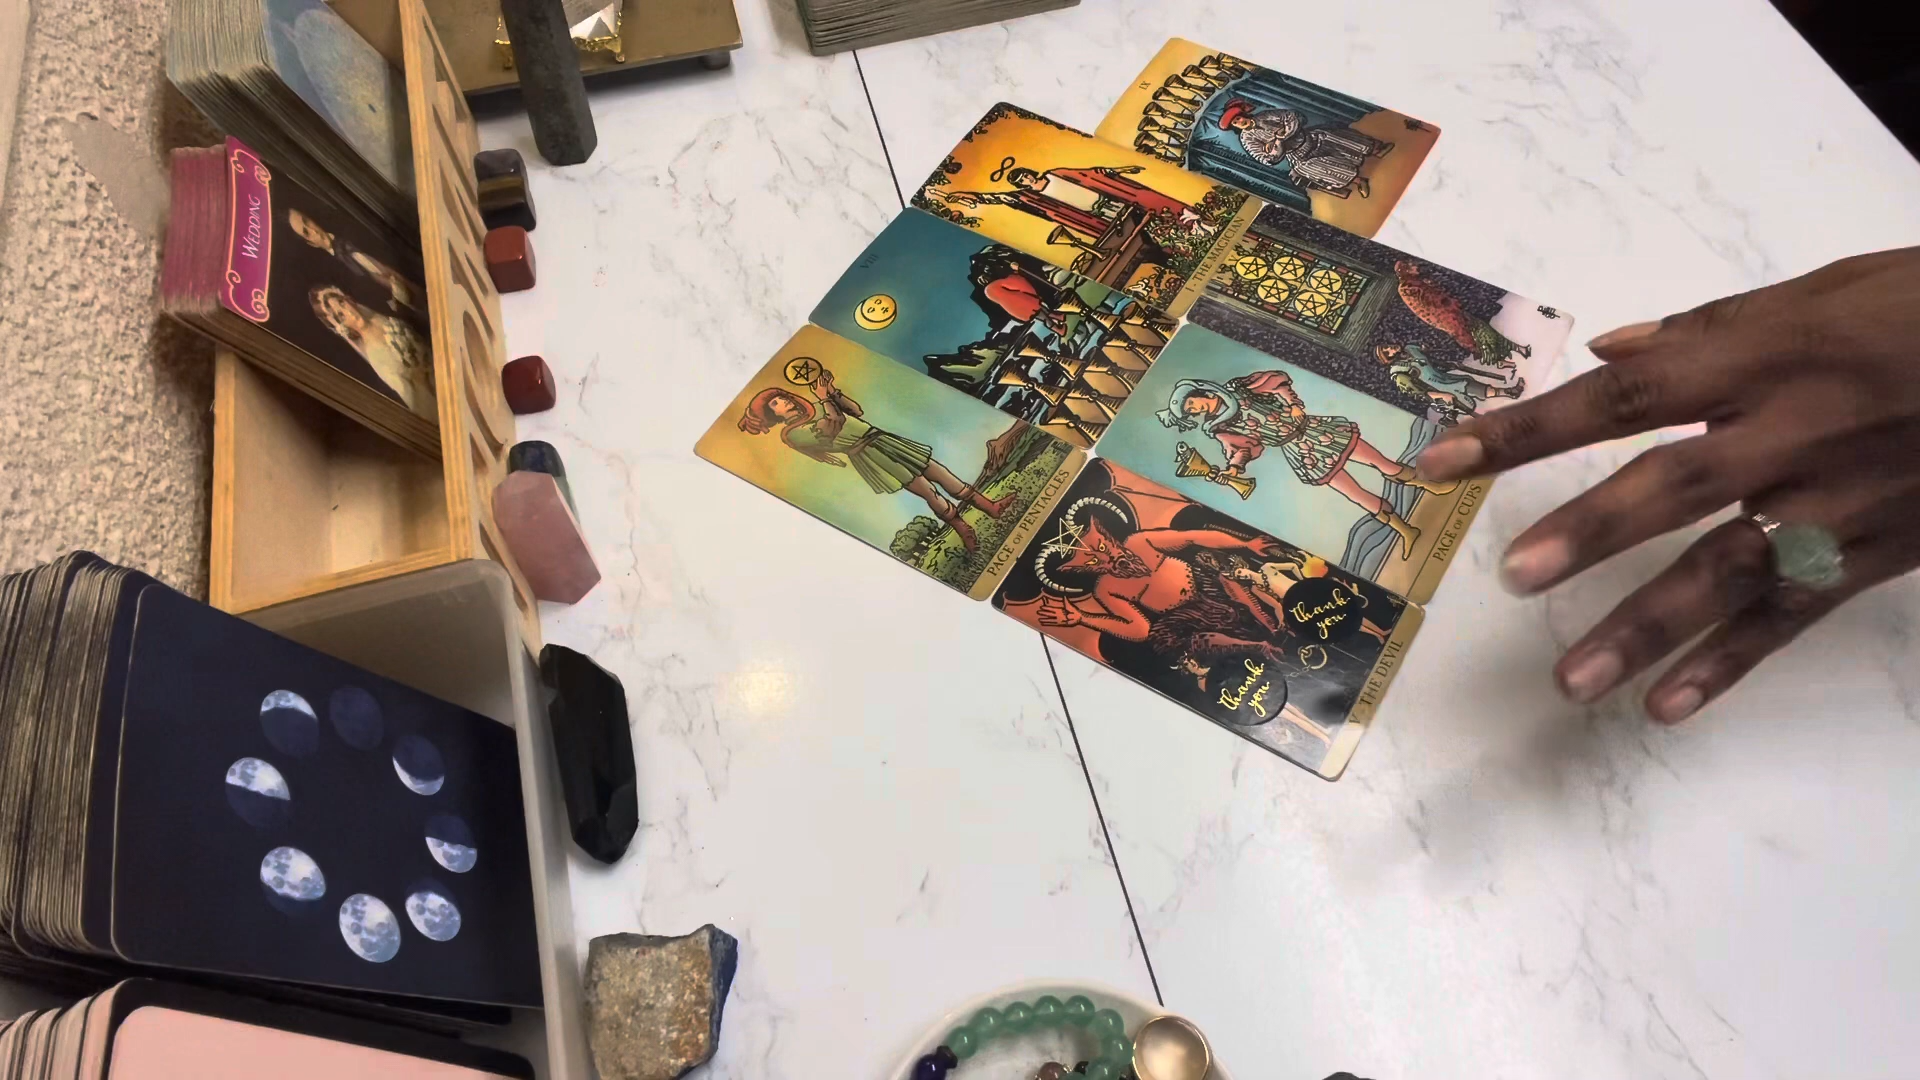 WEDDING
IX
I · THE MAGICIAN
VIII
PAGE OF PENTACLES
PAGE OF CUPS
Thank
you
Thank
you
V · THE DEVIL